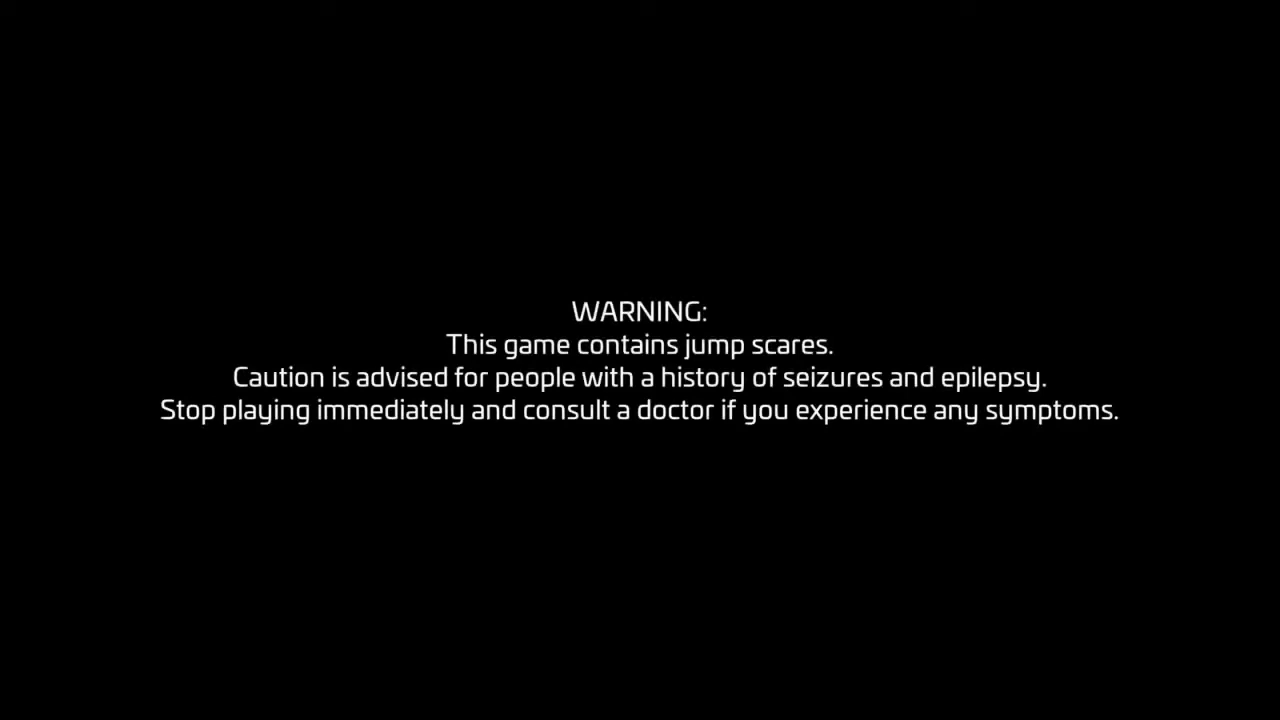 WARNING:
This game contains jump scares.
Caution is advised for people with a history of seizures and epilepsy.
Stop playing immediately and consult a doctor if you experience any symptoms.